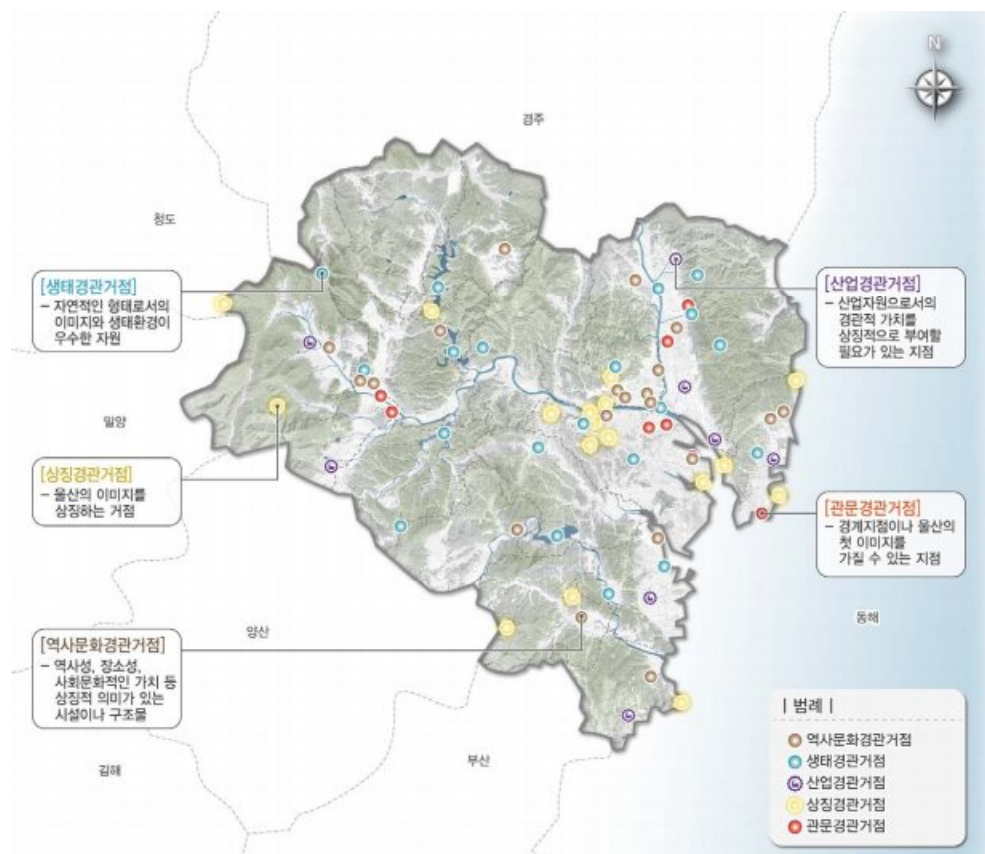 N
경주
청도
[생태경관거점]
– 자연적인 형태로서의
이미지와 생태환경이
우수한 자원
[산업경관거점]
– 산업자원으로서의
경관적 가치를
상징적으로 부여할
필요가 있는 지점
밀양
[상징경관거점]
– 울산의 이미지를
상징하는 거점
[관문경관거점]
– 경계지점이나 울산의
첫 이미지를
가질 수 있는 지점
동해
양산
[역사문화경관거점]
– 역사성, 장소성,
사회문화적인 가치 등
상징적 의미가 있는
시설이나 구조물
김해
부산
| 범례 |
역사문화경관거점
생태경관거점
산업경관거점
상징경관거점
관문경관거점